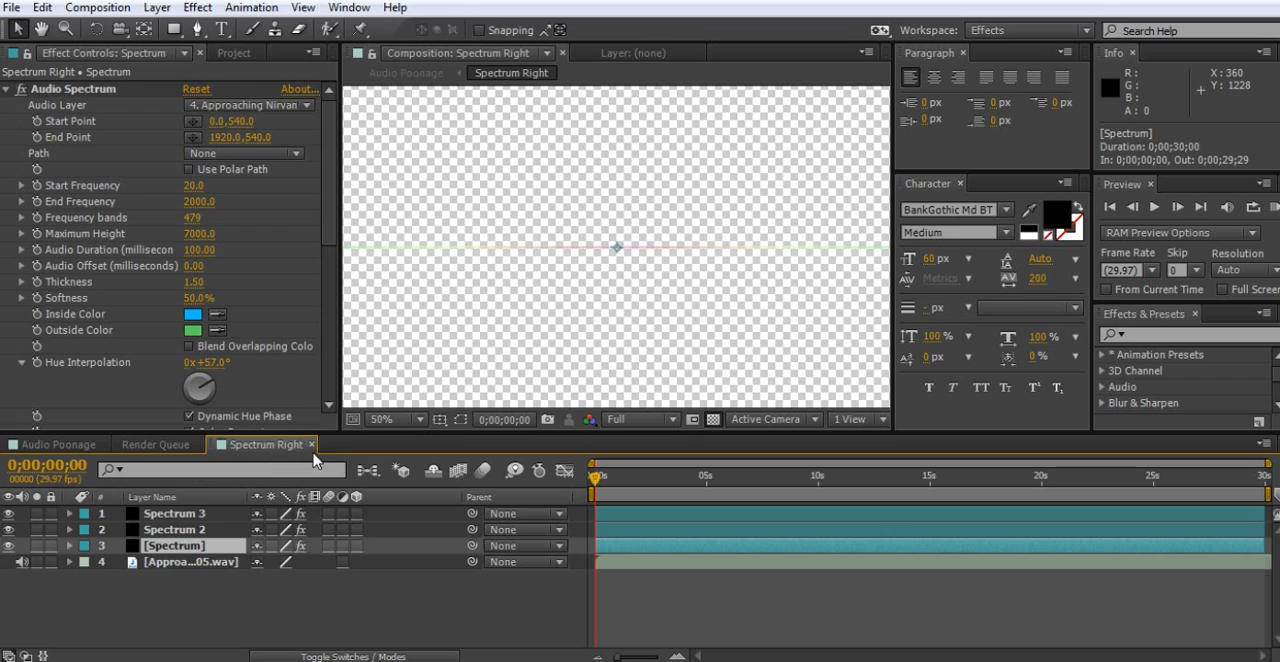 File Edit Composition Layer Effect Animation View Window Help
Snapping Workspace: Effects Search Help
Effect Controls: Spectrum Project
Spectrum Right • Spectrum
fx Audio Spectrum Reset About...
Audio Layer 4. Approaching Nirvan
Start Point 0.0,540.0
End Point 1920.0,540.0
Path None
Use Polar Path
Start Frequency 20.0
End Frequency 2000.0
Frequency bands 479
Maximum Height 7000.0
Audio Duration (millisecon 100.00
Audio Offset (milliseconds) 0.00
Thickness 1.50
Softness 50.0%
Inside Color
Outside Color
Blend Overlapping Colo
Hue Interpolation 0x+57.0°
Dynamic Hue Phase
Composition: Spectrum Right Layer: (none)
Audio Poonage Spectrum Right
50% 0;00;00;00 Full Active Camera 1 View
Paragraph
0 px 0 px 0 px
0 px 0 px
Character
BankGothic Md BT
Medium
60 px Auto
Metrics 200
- px
100 % 100 %
0 px 0 %
T T TT Tr T¹ T₁
Info
R: X: 360
G: Y: 1228
B:
A: 0
[Spectrum]
Duration: 0;00;30;00
In: 0;00;00;00, Out: 0;00;29;29
Preview
RAM Preview Options
Frame Rate Skip Resolution
(29.97) 0 Auto
From Current Time Full Screen
Effects & Presets
* Animation Presets
3D Channel
Audio
Blur & Sharpen
Audio Poonage Render Queue Spectrum Right
0;00;00;00
00000 (29.97 fps)
05s 10s 15s 20s 25s 30s
# Layer Name fx Parent
1 Spectrum 3 fx None
2 Spectrum 2 fx None
3 [Spectrum] fx None
4 [Approa...05.wav] None
Toggle Switches / Modes